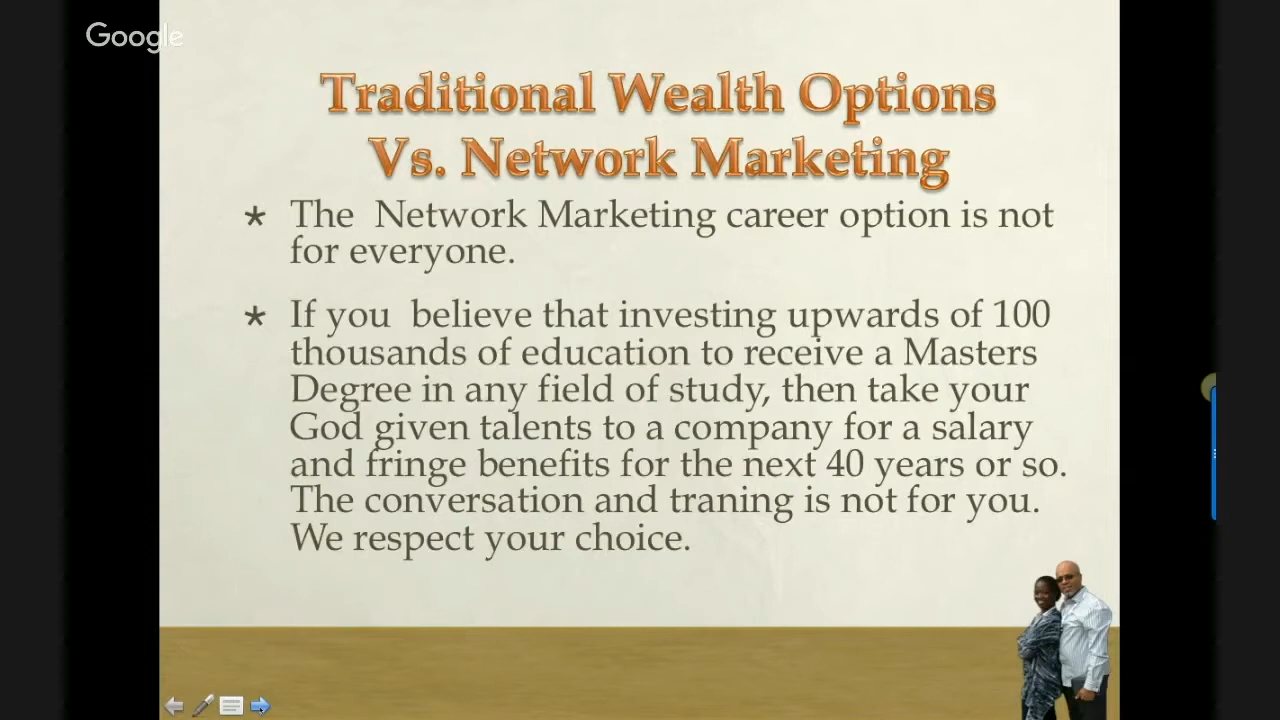 Google
Traditional Wealth Options
Vs. Network Marketing
* The  Network Marketing career option is not
for everyone.
* If you  believe that investing upwards of 100
thousands of education to receive a Masters
Degree in any field of study, then take your
God given talents to a company for a salary
and fringe benefits for the next 40 years or so.
The conversation and traning is not for you.
We respect your choice.